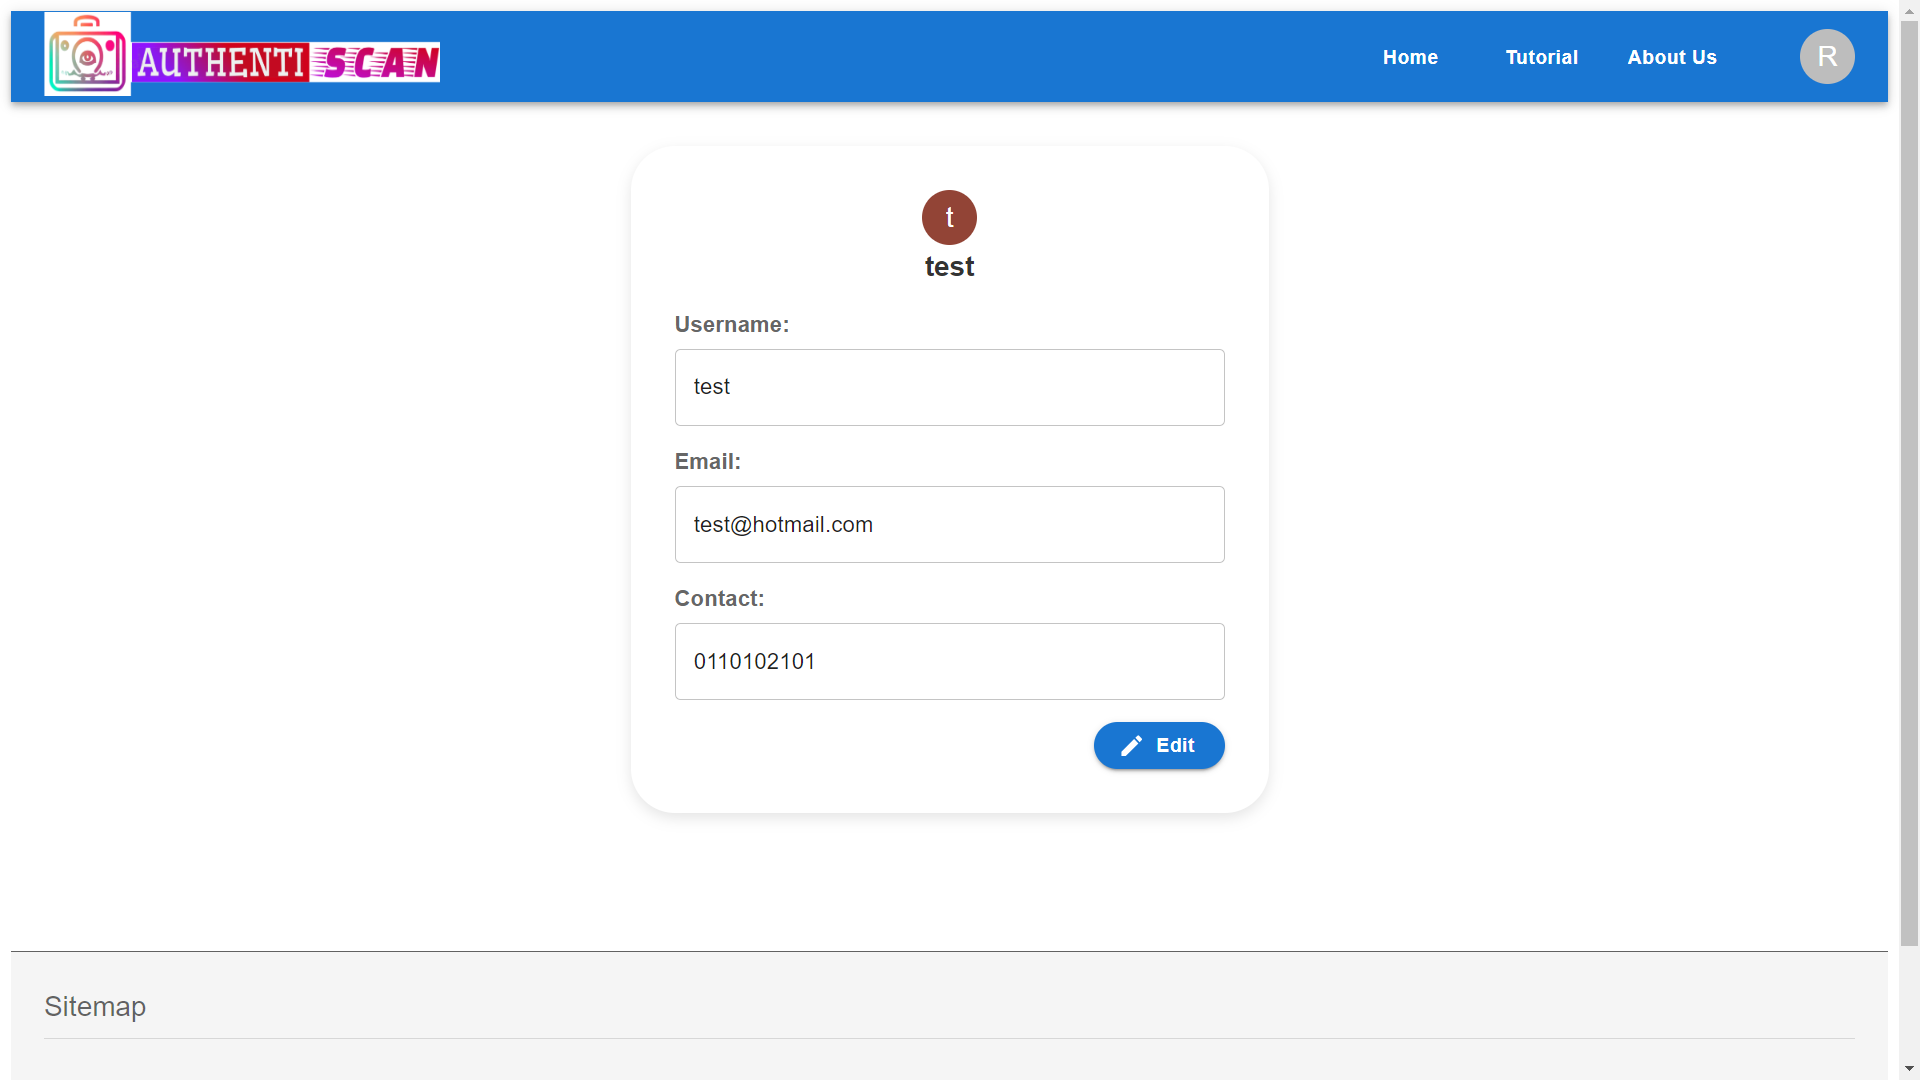 AUTHENTI SCAN
Home
Tutorial
About Us
R
t
test
Username:
test
Email:
test@hotmail.com
Contact:
0110102101
Edit
Sitemap